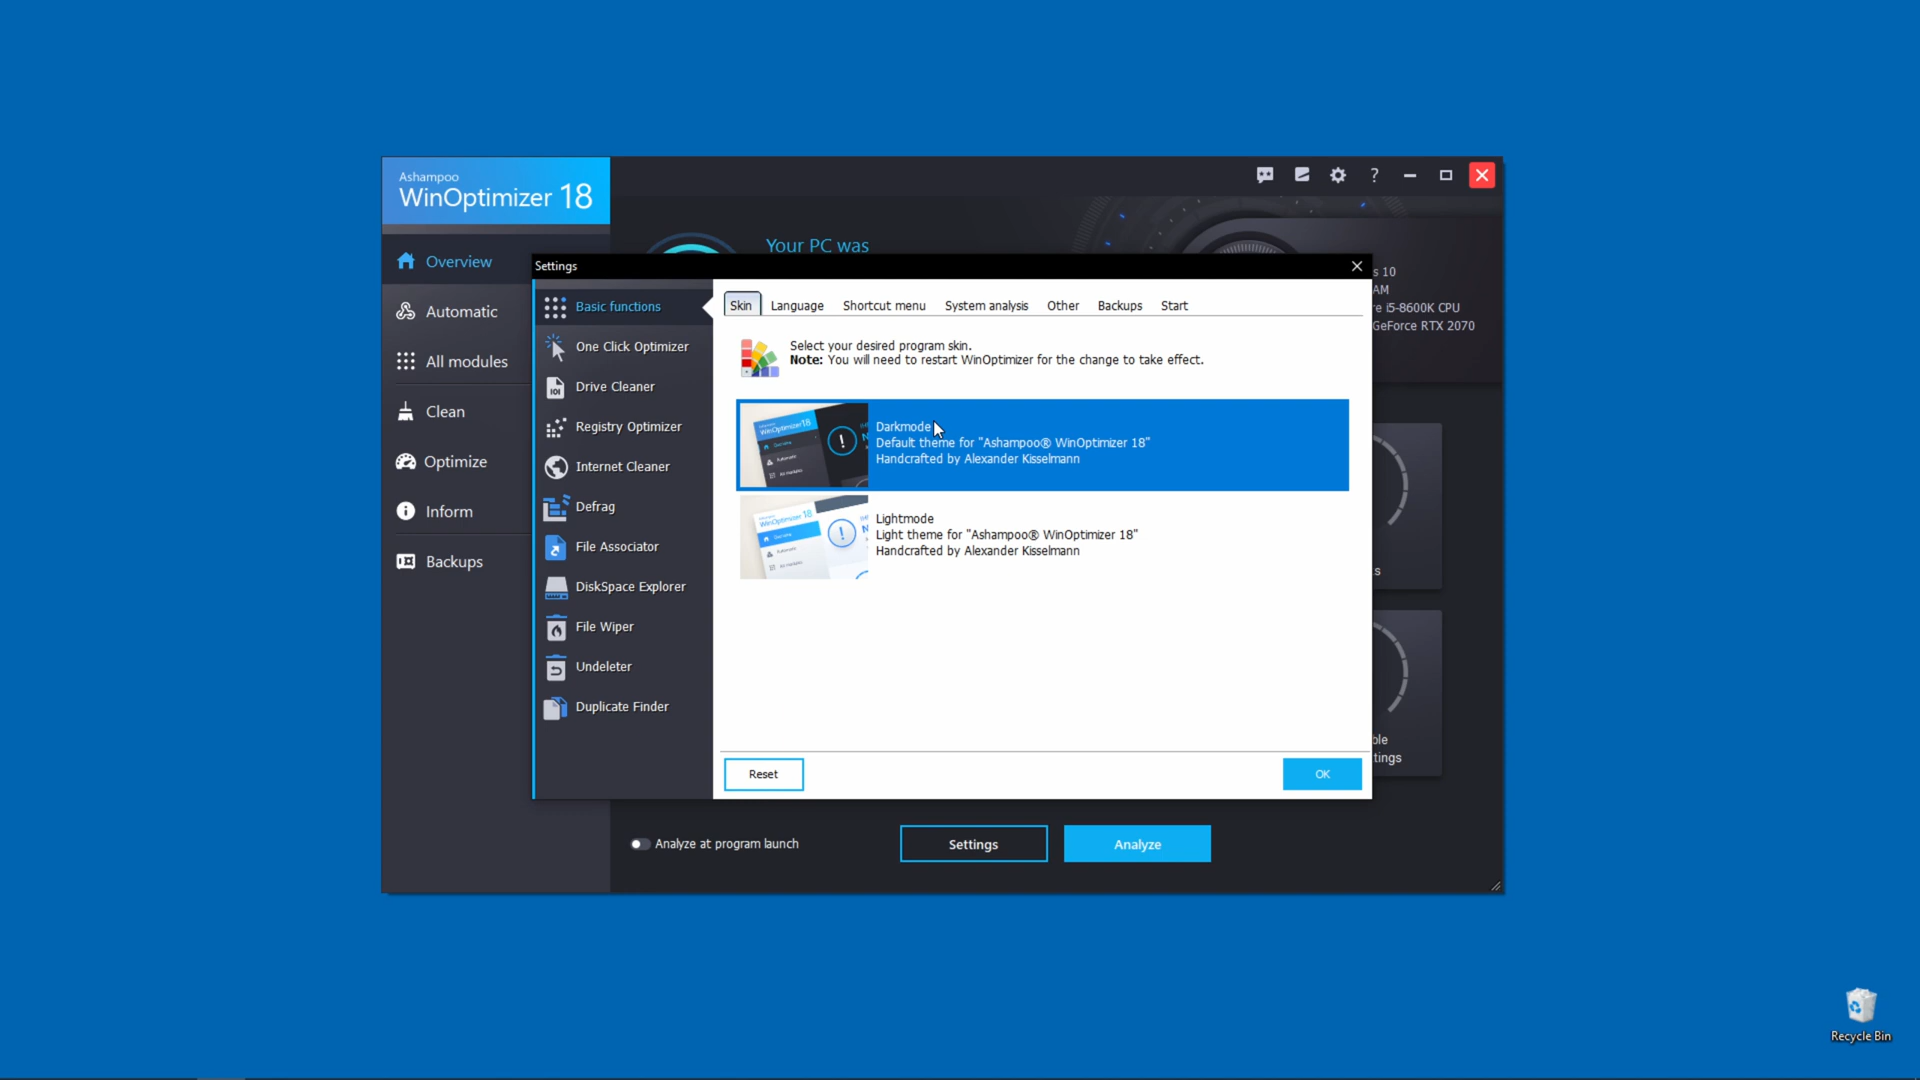 Ashampoo
WinOptimizer 18
Your PC was
Overview
Automatic
All modules
Clean
Optimize
Inform
Backups
s 10
AM
re i5-8600K CPU
GeForce RTX 2070
Settings
Basic functions
One Click Optimizer
Drive Cleaner
Registry Optimizer
Internet Cleaner
Defrag
File Associator
DiskSpace Explorer
File Wiper
Undeleter
Duplicate Finder
Skin Language Shortcut menu System analysis Other Backups Start
Select your desired program skin.
Note: You will need to restart WinOptimizer for the change to take effect.
WinOptimizer 18
Darkmode
Default theme for "Ashampoo® WinOptimizer 18"
Handcrafted by Alexander Kisselmann
WinOptimizer 18
Lightmode
Light theme for "Ashampoo® WinOptimizer 18"
Handcrafted by Alexander Kisselmann
Reset
OK
s
ble
tings
Analyze at program launch
Settings
Analyze
Recycle Bin